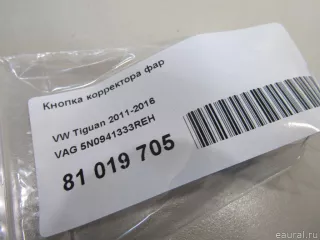 Кнопка корректора фар
VW Tiguan 2011-2016
VAG 5N0941333REH
81 019 705
© eaural.ru